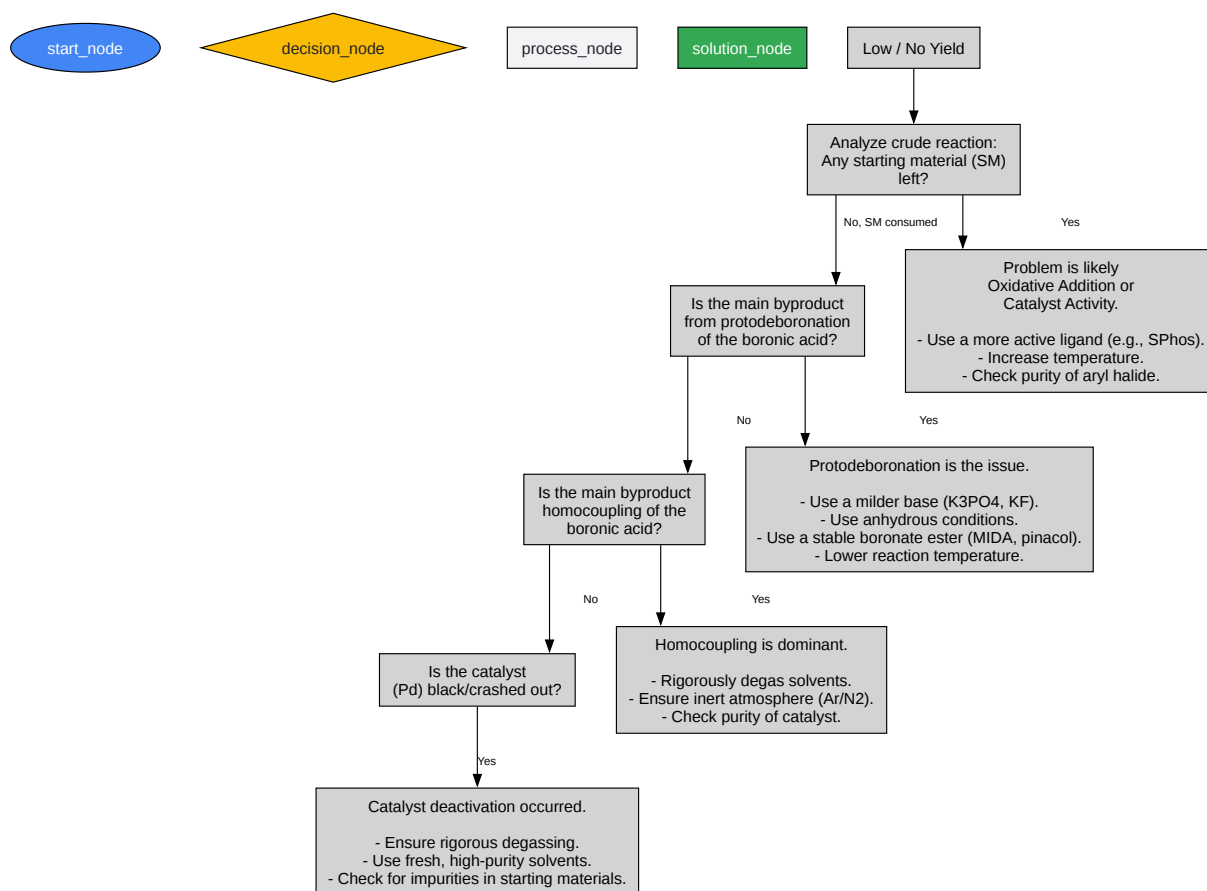 start_node
decision_node
process_node
solution_node
Low / No Yield
Analyze crude reaction:
Any starting material (SM)
left?
No, SM consumed
Yes
Problem is likely
Oxidative Addition or
Catalyst Activity.
- Use a more active ligand (e.g., SPhos).
- Increase temperature.
- Check purity of aryl halide.
Is the main byproduct
from protodeboronation
of the boronic acid?
No
Yes
Protodeboronation is the issue.
- Use a milder base (K3PO4, KF).
- Use anhydrous conditions.
- Use a stable boronate ester (MIDA, pinacol).
- Lower reaction temperature.
Is the main byproduct
homocoupling of the
boronic acid?
No
Yes
Homocoupling is dominant.
- Rigorously degas solvents.
- Ensure inert atmosphere (Ar/N2).
- Check purity of catalyst.
Is the catalyst
(Pd) black/crashed out?
Yes
Catalyst deactivation occurred.
- Ensure rigorous degassing.
- Use fresh, high-purity solvents.
- Check for impurities in starting materials.